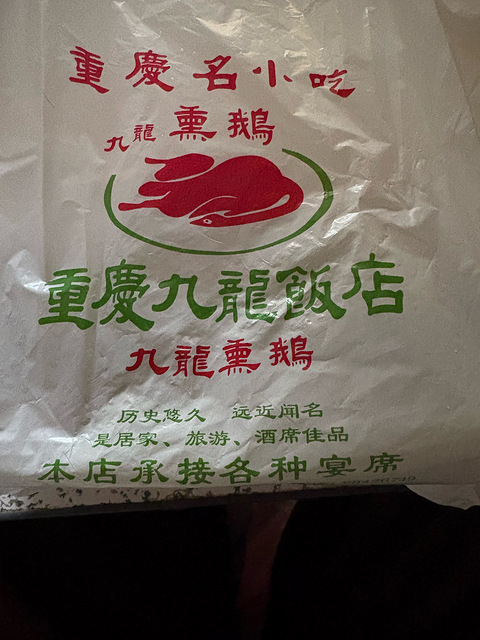 重慶名小吃
九龍熏鵝
重慶九龍飯店
九龍熏鵝
历史悠久 远近闻名
是居家、旅游、酒席佳品
本店承接各种宴席